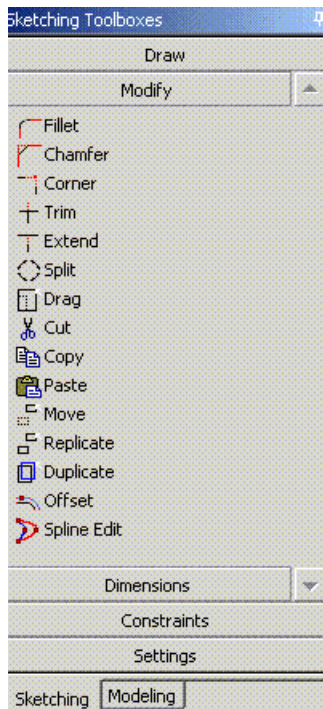 Sketching Toolboxes
Draw
Modify
Fillet
Chamfer
Corner
Trim
Extend
Split
Drag
Cut
Copy
Paste
Move
Replicate
Duplicate
Offset
Spline Edit
Dimensions
Constraints
Settings
Sketching Modeling